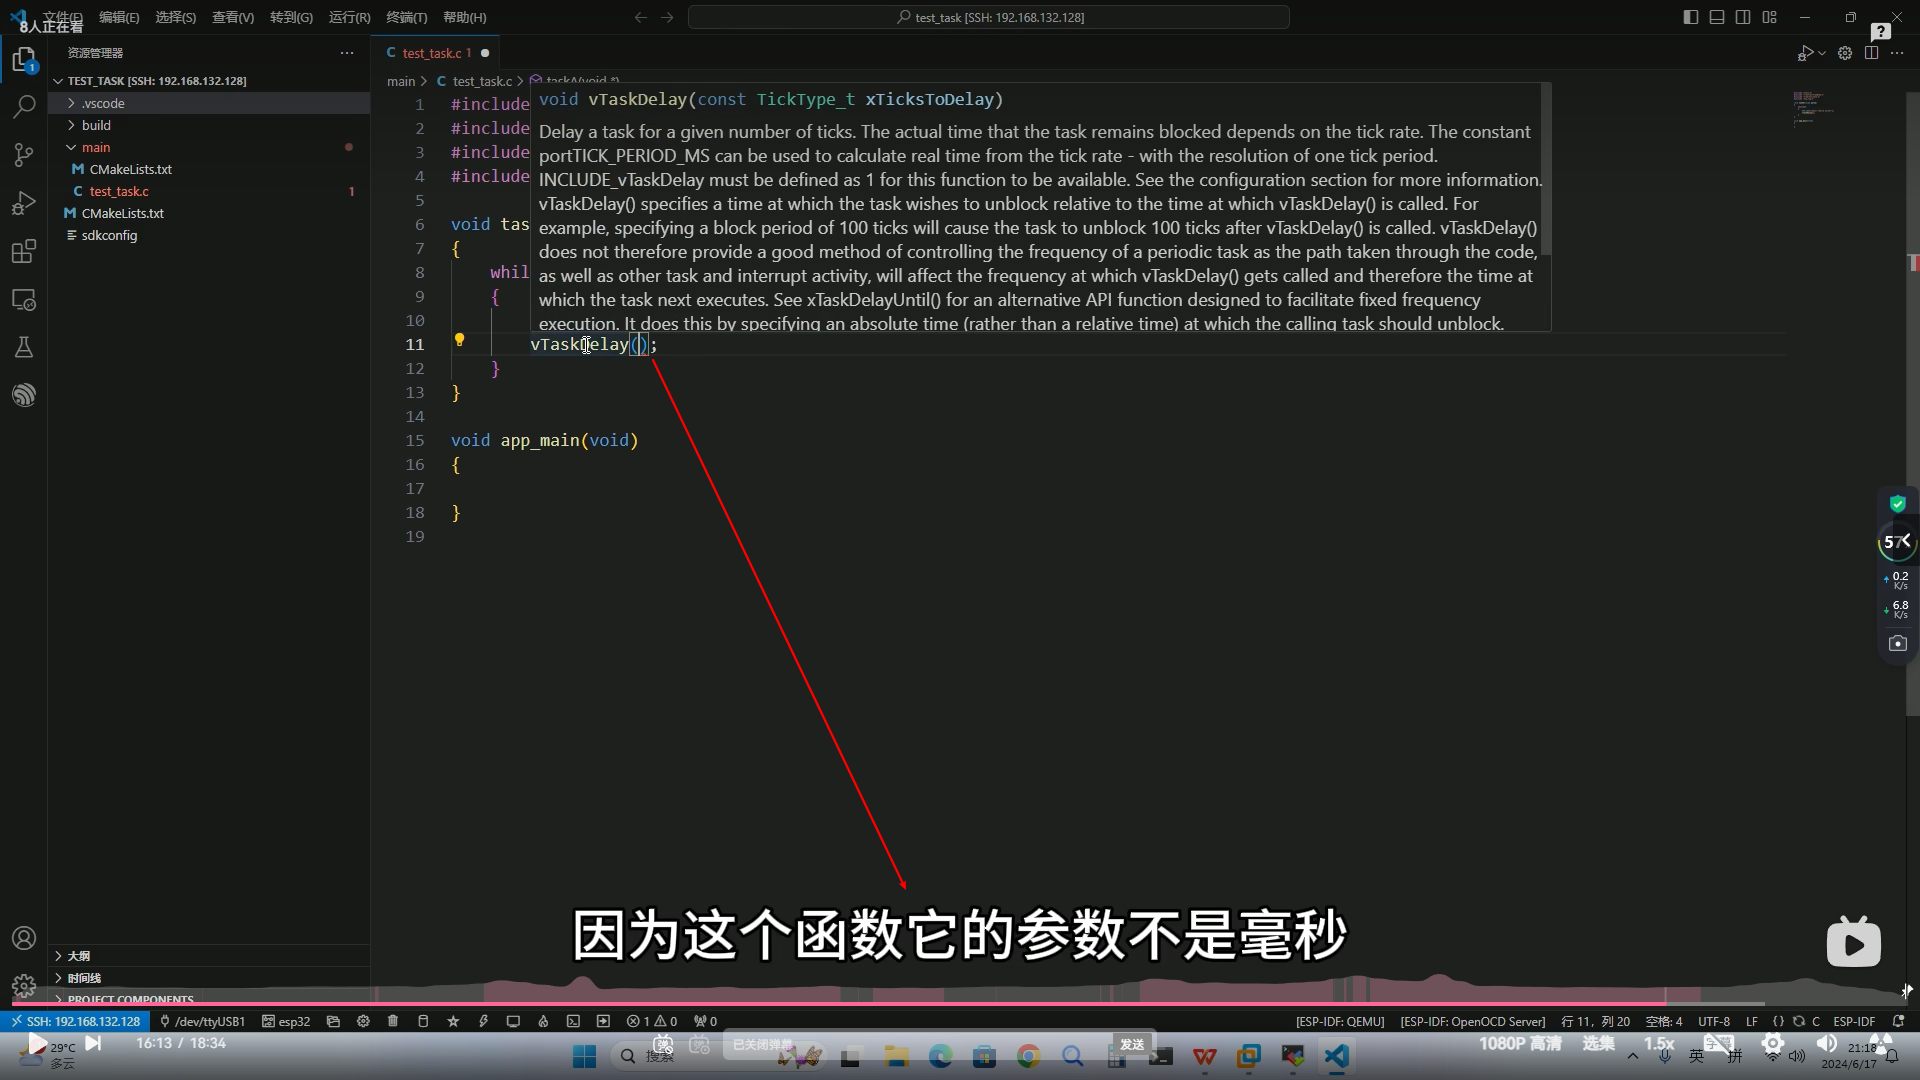 文件(F) 编辑(E) 选择(S) 查看(V) 转到(G) 运行(R) 终端(T) 帮助(H)
test_task [SSH: 192.168.132.128]
8人正在看
资源管理器
test_task.c 1
TEST_TASK [SSH: 192.168.132.128]
.vscode
build
main
CMakeLists.txt
test_task.c 1
CMakeLists.txt
sdkconfig
main > C test_task.c > taskA(void *)
1 #include
2 #include
3 #include
4 #include
5
6 void tas
7 {
8 whil
9 {
10
11 vTaskDelay();
12 }
13 }
14
15 void app_main(void)
16 {
17
18 }
19
void vTaskDelay(const TickType_t xTicksToDelay)
Delay a task for a given number of ticks. The actual time that the task remains blocked depends on the tick rate. The constant
portTICK_PERIOD_MS can be used to calculate real time from the tick rate - with the resolution of one tick period.
INCLUDE_vTaskDelay must be defined as 1 for this function to be available. See the configuration section for more information.
vTaskDelay() specifies a time at which the task wishes to unblock relative to the time at which vTaskDelay() is called. For
example, specifying a block period of 100 ticks will cause the task to unblock 100 ticks after vTaskDelay() is called. vTaskDelay()
does not therefore provide a good method of controlling the frequency of a periodic task as the path taken through the code,
as well as other task and interrupt activity, will affect the frequency at which vTaskDelay() gets called and therefore the time at
which the task next executes. See xTaskDelayUntil() for an alternative API function designed to facilitate fixed frequency
execution. It does this by specifying an absolute time (rather than a relative time) at which the calling task should unblock.
57
0.2
K/s
6.8
K/s
因为这个函数它的参数不是毫秒
大纲
时间线
PROJECT COMPONENTS
SSH: 192.168.132.128 /dev/ttyUSB1 esp32 1 0 0 [ESP-IDF: QEMU] [ESP-IDF: OpenOCD Server] 行 11，列 20 空格: 4 UTF-8 LF {} C ESP-IDF
16:13 / 18:34
29°C
多云
搜索
已关闭弹幕
发送
1080P 高清 选集 1.5x
英 拼
21:18
2024/6/17